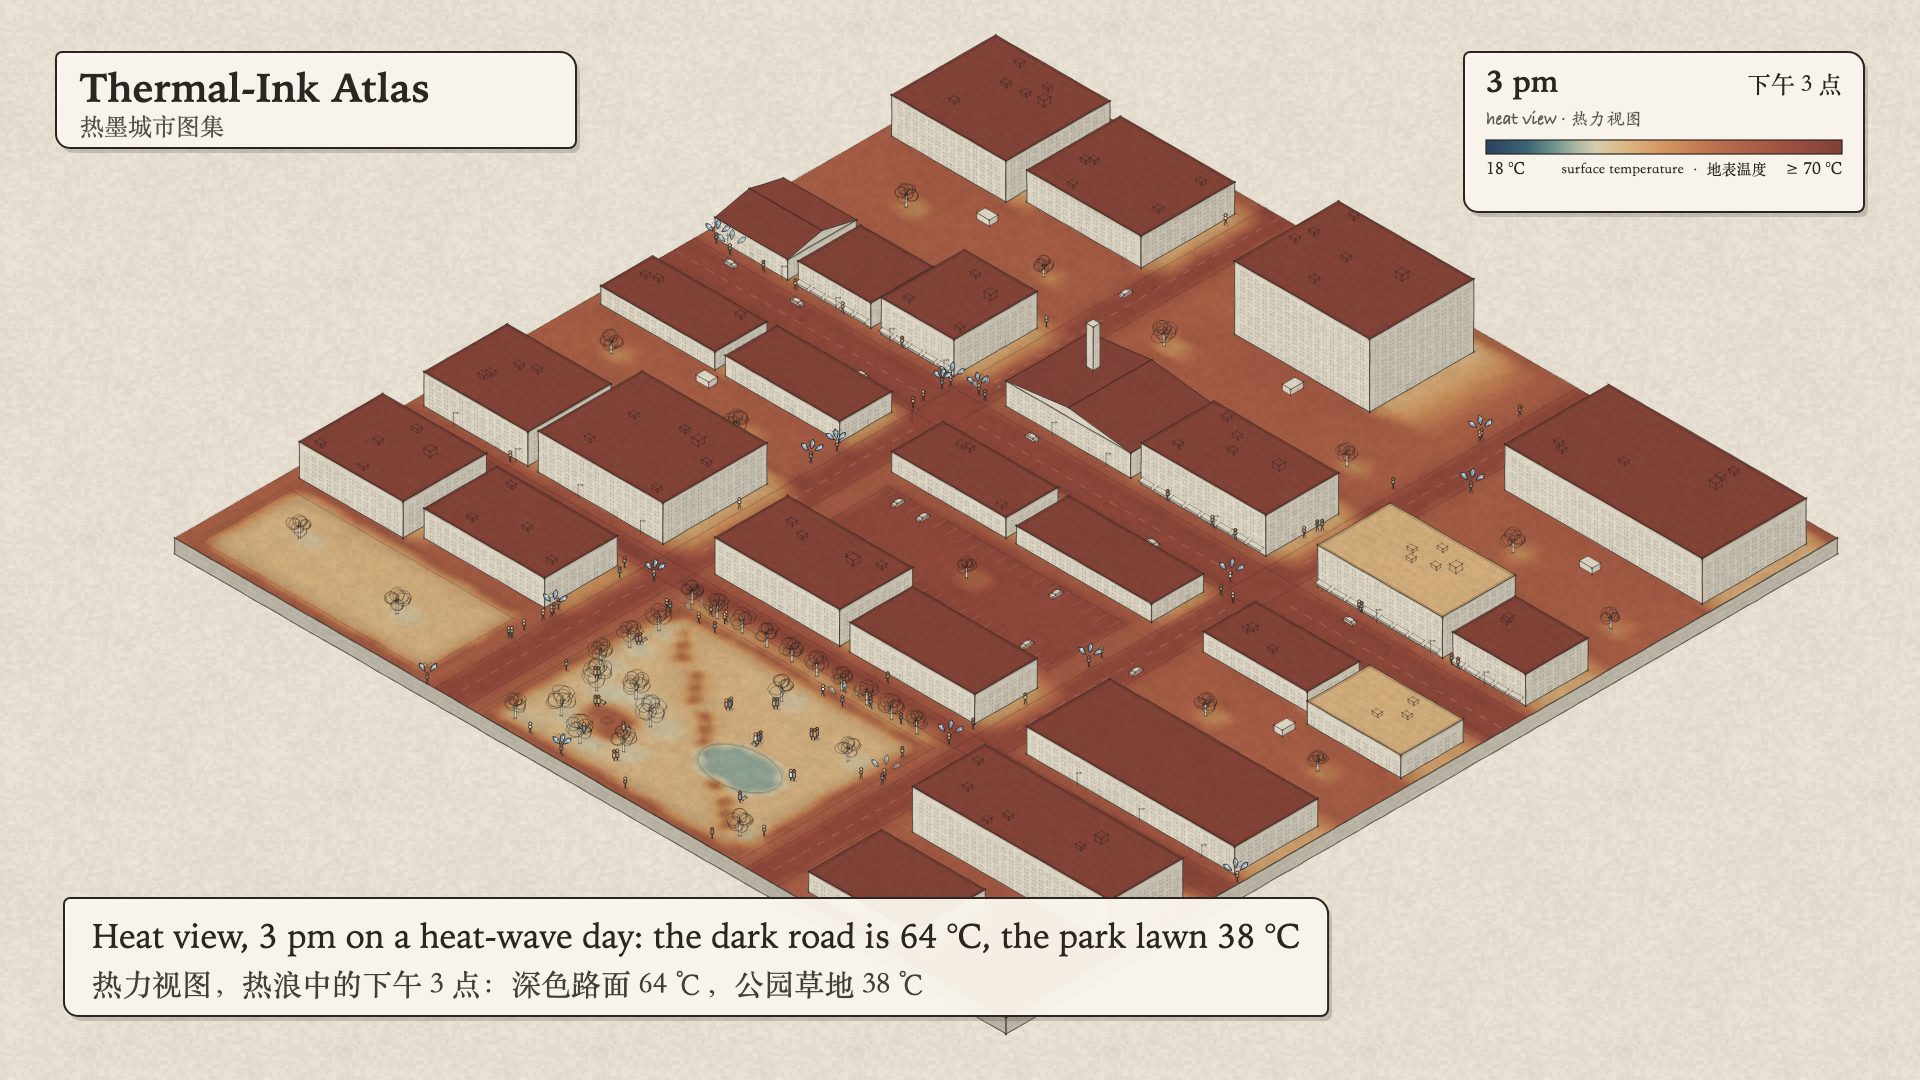 Thermal-Ink Atlas
热墨城市图集
3 pm 下午 3 点
heat view · 热力视图
18 °C surface temperature · 地表温度 ≥ 70 °C
Heat view, 3 pm on a heat-wave day: the dark road is 64 °C, the park lawn 38 °C
热力视图，热浪中的下午 3 点：深色路面 64 °C，公园草地 38 °C